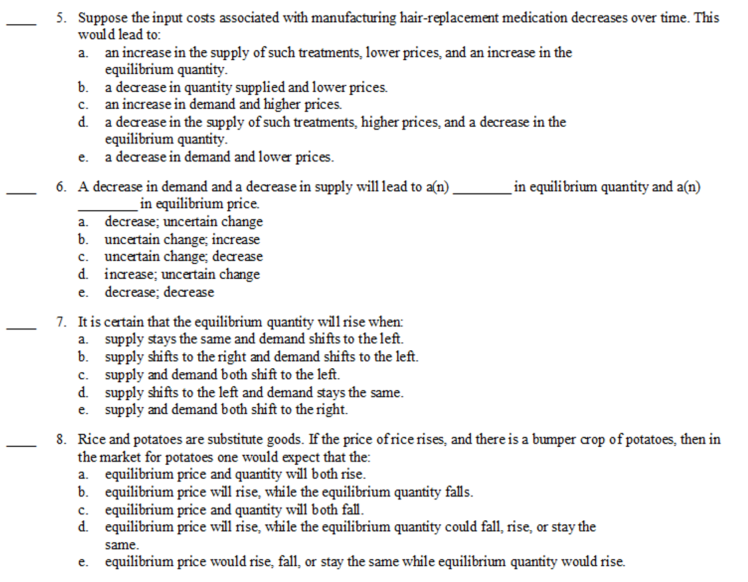 ____ 5. Suppose the input costs associated with manufacturing hair-replacement medication decreases over time. This
would lead to:
a. an increase in the supply of such treatments, lower prices, and an increase in the
equilibrium quantity.
b. a decrease in quantity supplied and lower prices.
c. an increase in demand and higher prices.
d. a decrease in the supply of such treatments, higher prices, and a decrease in the
equilibrium quantity.
e. a decrease in demand and lower prices.
____ 6. A decrease in demand and a decrease in supply will lead to a(n) ________ in equilibrium quantity and a(n)
________ in equilibrium price.
a. decrease; uncertain change
b. uncertain change; increase
c. uncertain change; decrease
d. increase; uncertain change
e. decrease; decrease
____ 7. It is certain that the equilibrium quantity will rise when:
a. supply stays the same and demand shifts to the left.
b. supply shifts to the right and demand shifts to the left.
c. supply and demand both shift to the left.
d. supply shifts to the left and demand stays the same.
e. supply and demand both shift to the right.
____ 8. Rice and potatoes are substitute goods. If the price of rice rises, and there is a bumper crop of potatoes, then in
the market for potatoes one would expect that the:
a. equilibrium price and quantity will both rise.
b. equilibrium price will rise, while the equilibrium quantity falls.
c. equilibrium price and quantity will both fall.
d. equilibrium price will rise, while the equilibrium quantity could fall, rise, or stay the
same.
e. equilibrium price would rise, fall, or stay the same while equilibrium quantity would rise.